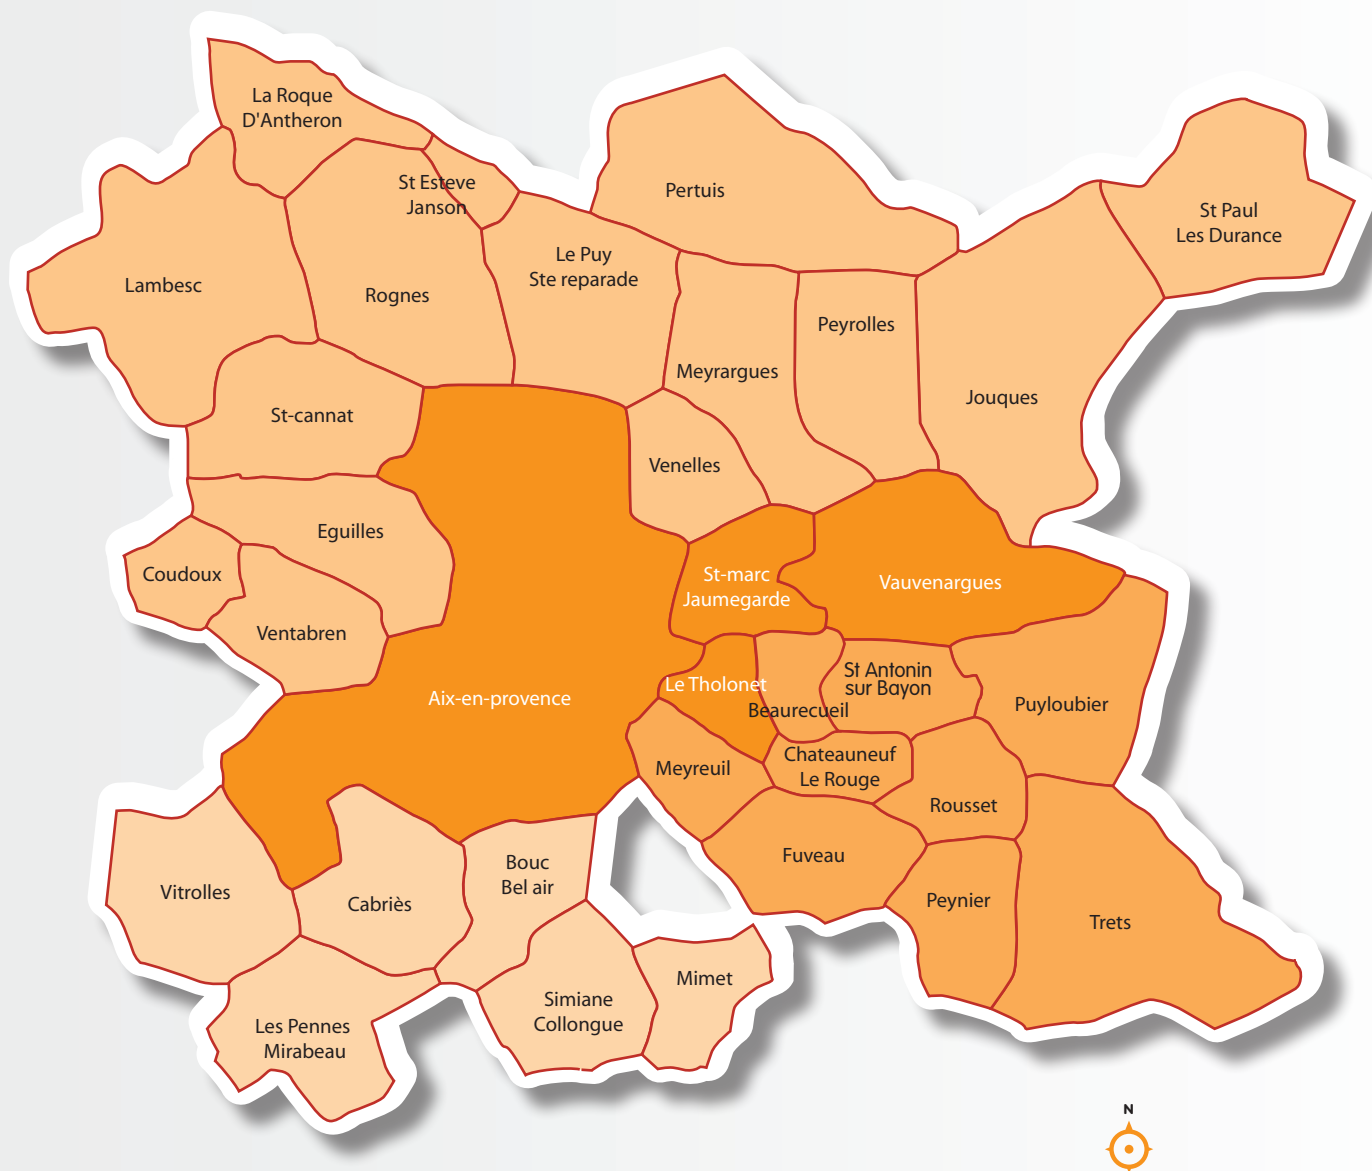 La Roque
D'Antheron
St Esteve
Janson
Pertuis
St Paul
Les Durance
Lambesc
Rognes
Le Puy
Ste reparade
Peyrolles
Meyrargues
Jouques
St-cannat
Venelles
Eguilles
Coudoux
Ventabren
St-marc
Jaumegarde
Vauvenargues
Aix-en-provence
Le Tholonet
Beaurecueil
St Antonin
sur Bayon
Puyloubier
Meyreuil
Chateauneuf
Le Rouge
Rousset
Fuveau
Peynier
Trets
Vitrolles
Cabriès
Bouc
Bel air
Simiane
Collongue
Mimet
Les Pennes
Mirabeau
N